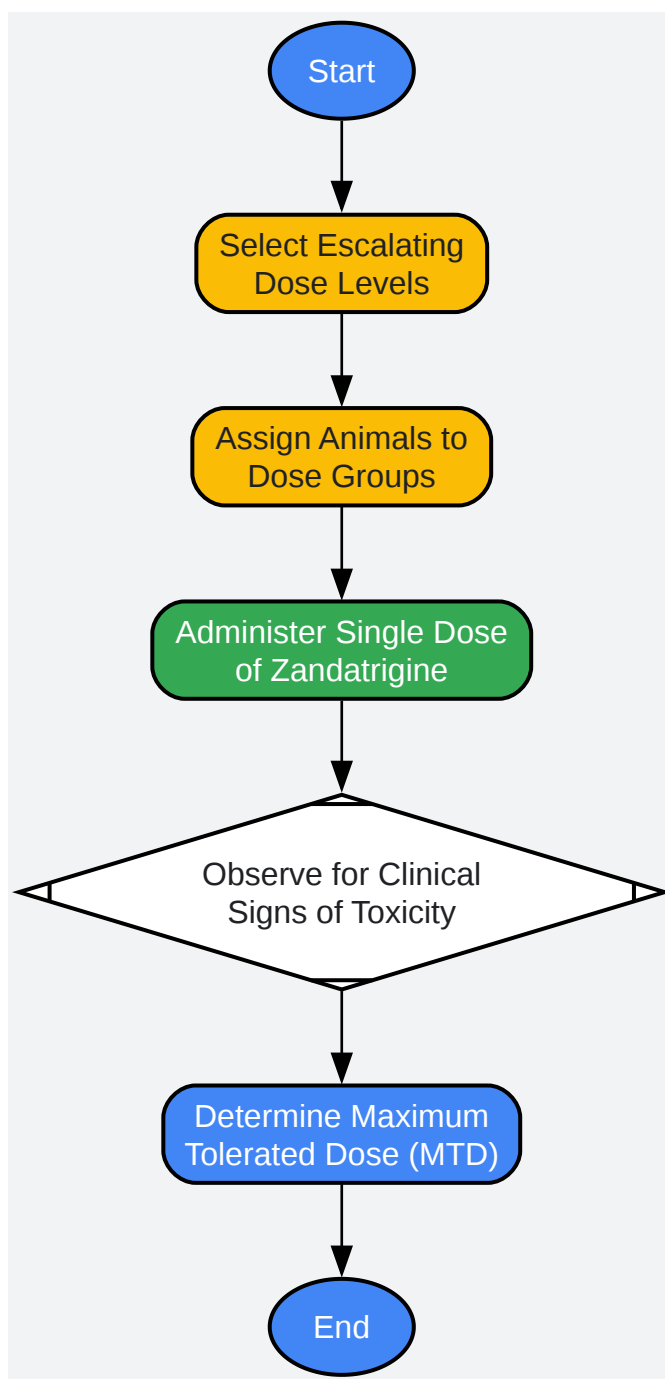 Start
Select Escalating
Dose Levels
Assign Animals to
Dose Groups
Administer Single Dose
of Zandatrigine
Observe for Clinical
Signs of Toxicity
Determine Maximum
Tolerated Dose (MTD)
End